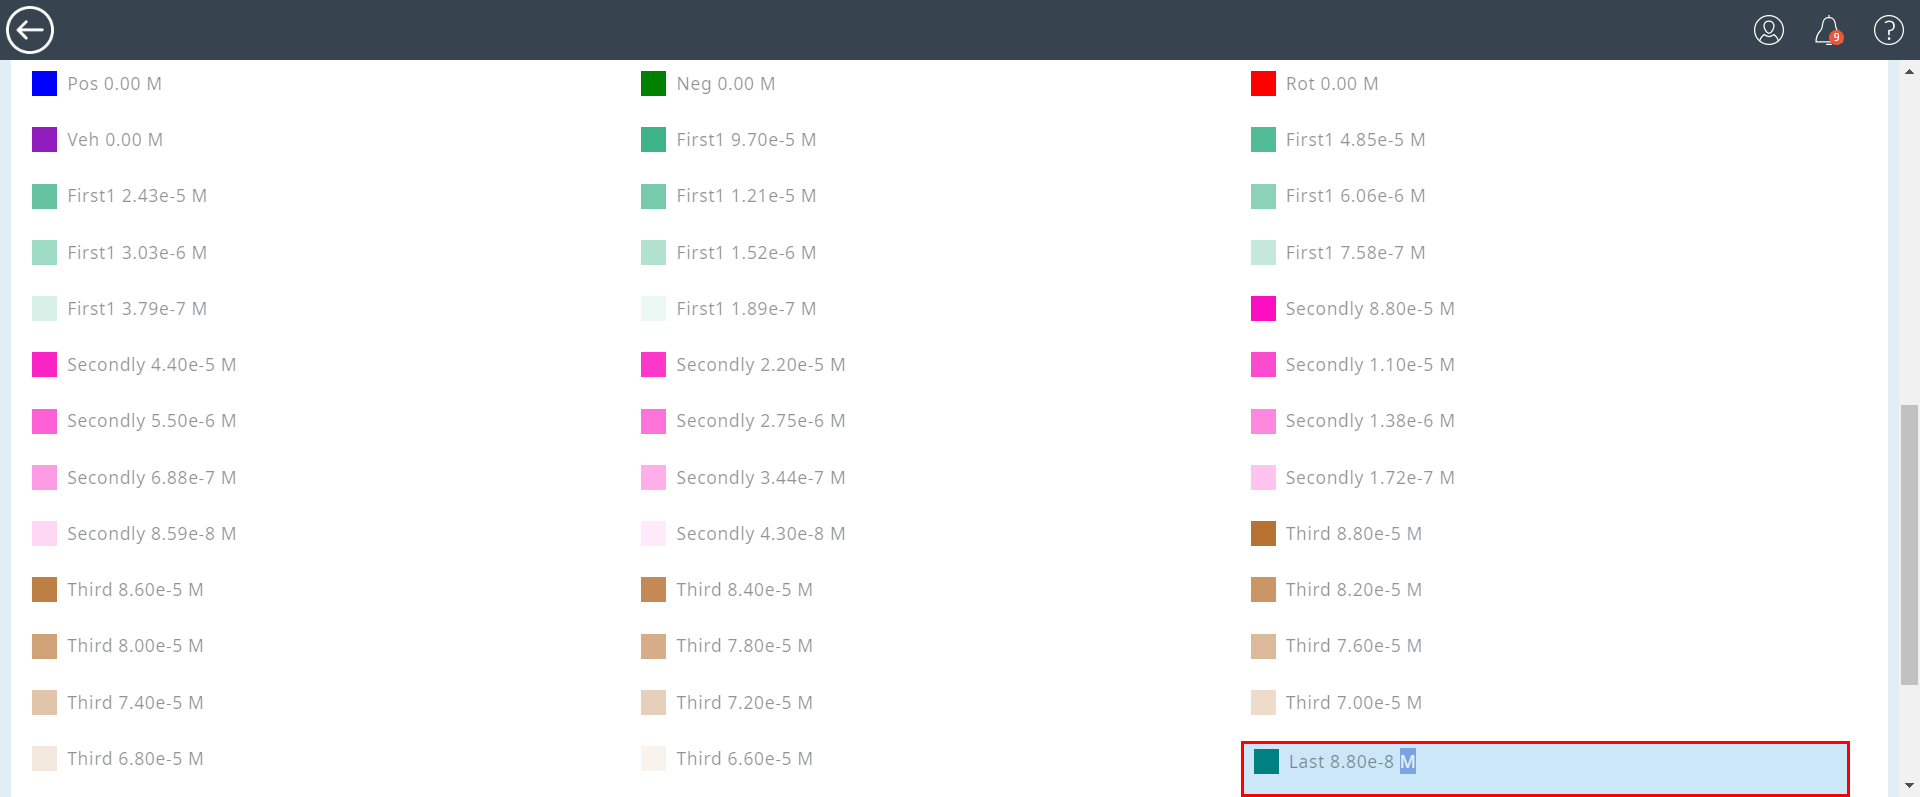 9
?
Pos 0.00 M
Neg 0.00 M
Rot 0.00 M
Veh 0.00 M
First1 9.70e-5 M
First1 4.85e-5 M
First1 2.43e-5 M
First1 1.21e-5 M
First1 6.06e-6 M
First1 3.03e-6 M
First1 1.52e-6 M
First1 7.58e-7 M
First1 3.79e-7 M
First1 1.89e-7 M
Secondly 8.80e-5 M
Secondly 4.40e-5 M
Secondly 2.20e-5 M
Secondly 1.10e-5 M
Secondly 5.50e-6 M
Secondly 2.75e-6 M
Secondly 1.38e-6 M
Secondly 6.88e-7 M
Secondly 3.44e-7 M
Secondly 1.72e-7 M
Secondly 8.59e-8 M
Secondly 4.30e-8 M
Third 8.80e-5 M
Third 8.60e-5 M
Third 8.40e-5 M
Third 8.20e-5 M
Third 8.00e-5 M
Third 7.80e-5 M
Third 7.60e-5 M
Third 7.40e-5 M
Third 7.20e-5 M
Third 7.00e-5 M
Third 6.80e-5 M
Third 6.60e-5 M
Last 8.80e-8 M